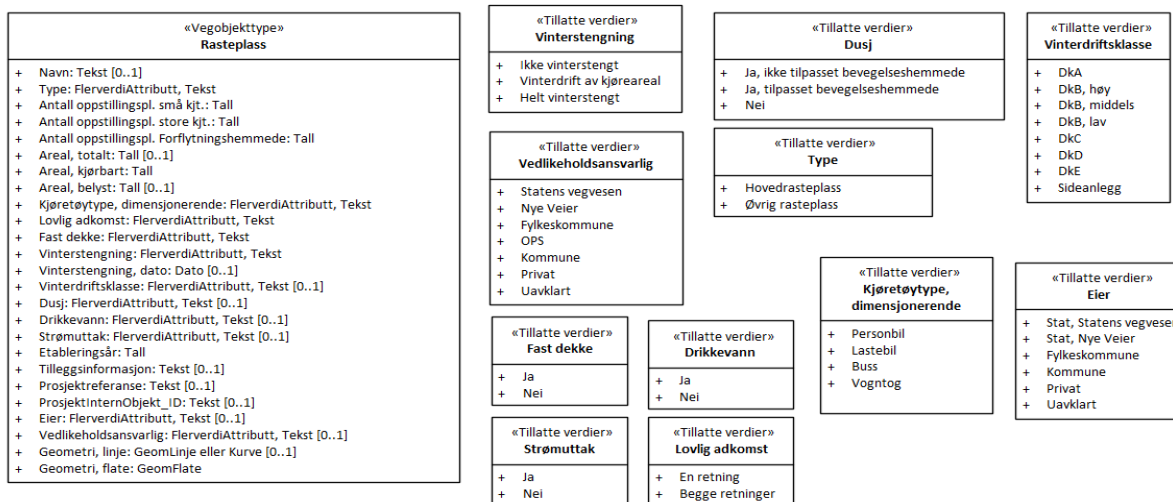 «Vegobjekttype»
Rasteplass
+ Navn: Tekst [0..1]
+ Type: FlerverdiAttributt, Tekst
+ Antall oppstillingspl. små kjt.: Tall
+ Antall oppstillingspl. store kjt.: Tall
+ Antall oppstillingspl. Forflytningshemmede: Tall
+ Areal, totalt: Tall [0..1]
+ Areal, kjørbart: Tall
+ Areal, belyst: Tall [0..1]
+ Kjøretøytype, dimensjonerende: FlerverdiAttributt, Tekst
+ Lovlig adkomst: FlerverdiAttributt, Tekst
+ Fast dekke: FlerverdiAttributt, Tekst
+ Vinterstengning: FlerverdiAttributt, Tekst
+ Vinterstengning, dato: Dato [0..1]
+ Vinterdriftsklasse: FlerverdiAttributt, Tekst [0..1]
+ Dusj: FlerverdiAttributt, Tekst [0..1]
+ Drikkevann: FlerverdiAttributt, Tekst [0..1]
+ Strømuttak: FlerverdiAttributt, Tekst [0..1]
+ Etableringsår: Tall
+ Tilleggsinformasjon: Tekst [0..1]
+ Prosjektreferanse: Tekst [0..1]
+ ProsjektInternObjekt_ID: Tekst [0..1]
+ Eier: FlerverdiAttributt, Tekst [0..1]
+ Vedlikeholdsansvarlig: FlerverdiAttributt, Tekst [0..1]
+ Geometri, linje: GeomLinje eller Kurve [0..1]
+ Geometri, flate: GeomFlate
«Tillatte verdier»
Vinterstengning
+ Ikke vinterstengt
+ Vinterdrift av kjøreareal
+ Helt vinterstengt
«Tillatte verdier»
Dusj
+ Ja, ikke tilpasset bevegelseshemmede
+ Ja, tilpasset bevegelseshemmede
+ Nei
«Tillatte verdier»
Vinterdriftsklasse
+ DkA
+ DkB, høy
+ DkB, middels
+ DkB, lav
+ DkC
+ DkD
+ DkE
+ Sideanlegg
«Tillatte verdier»
Vedlikeholdsansvarlig
+ Statens vegvesen
+ Nye Veier
+ Fylkeskommune
+ OPS
+ Kommune
+ Privat
+ Uavklart
«Tillatte verdier»
Type
+ Hovedrasteplass
+ Øvrig rasteplass
«Tillatte verdier»
Kjøretøytype,
dimensjonerende
+ Personbil
+ Lastebil
+ Buss
+ Vogntog
«Tillatte verdier»
Eier
+ Stat, Statens vegvesen
+ Stat, Nye Veier
+ Fylkeskommune
+ Kommune
+ Privat
+ Uavklart
«Tillatte verdier»
Fast dekke
+ Ja
+ Nei
«Tillatte verdier»
Drikkevann
+ Ja
+ Nei
«Tillatte verdier»
Strømuttak
+ Ja
+ Nei
«Tillatte verdier»
Lovlig adkomst
+ En retning
+ Begge retninger